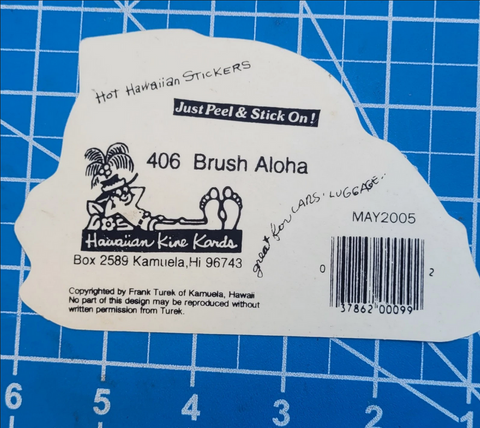 Hot Hawaiian STICKERS
Just Peel & Stick On!
406 Brush Aloha
Hawaiian Kine Kards
Box 2589 Kamuela,Hi 96743
great for CARS. LUGGAGE..
MAY2005
0 37862 00099 2
Copyrighted by Frank Turek of Kamuela, Hawaii
No part of this design may be reproduced without
written permission from Turek.
6 5 4 3 2 1